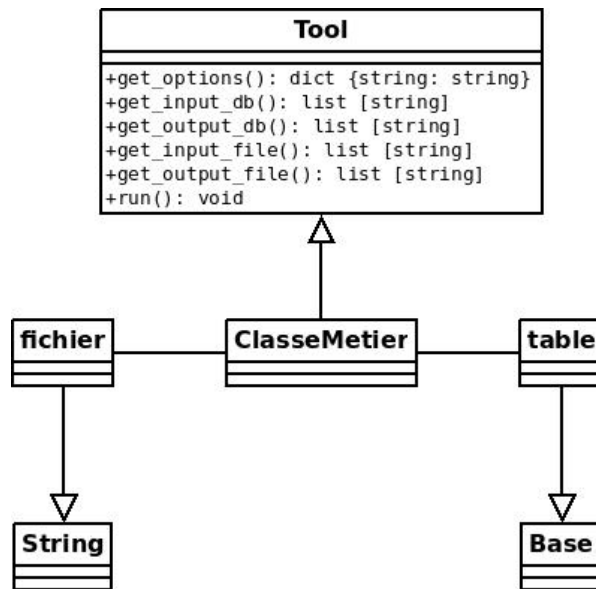 Tool
+get_options(): dict {string: string}
+get_input_db(): list [string]
+get_output_db(): list [string]
+get_input_file(): list [string]
+get_output_file(): list [string]
+run(): void
fichier
ClasseMetier
table
String
Base